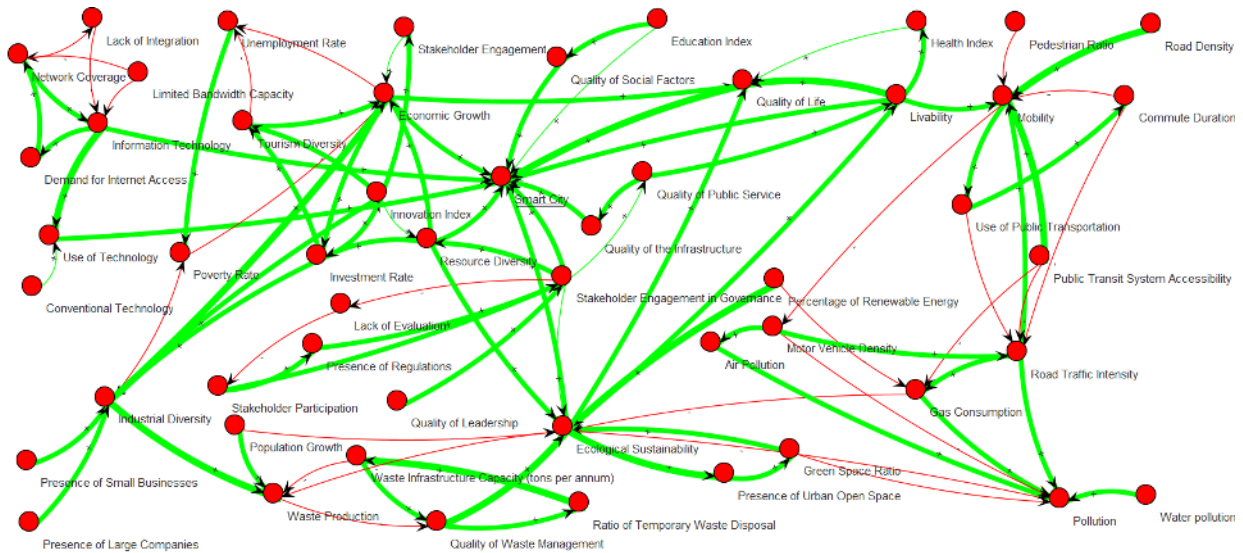 Lack of Integration
Unemployment Rate
Stakeholder Engagement
Education Index
Health Index
Pedestrian Ratio
Road Density
Network Coverage
Limited Bandwidth Capacity
Quality of Social Factors
Quality of Life
Livability
Mobility
Commute Duration
Economic Growth
Information Technology
Tourism Diversity
Demand for Internet Access
Smart City
Quality of Public Service
Innovation Index
Use of Public Transportation
Quality of the Infrastructure
Use of Technology
Poverty Rate
Investment Rate
Resource Diversity
Public Transit System Accessibility
Conventional Technology
Stakeholder Engagement in Governance
Percentage of Renewable Energy
Lack of Evaluation
Motor Vehicle Density
Presence of Regulations
Air Pollution
Road Traffic Intensity
Stakeholder Participation
Industrial Diversity
Quality of Leadership
Gas Consumption
Population Growth
Ecological Sustainability
Waste Infrastructure Capacity (tons per annum)
Green Space Ratio
Presence of Small Businesses
Presence of Urban Open Space
Waste Production
Ratio of Temporary Waste Disposal
Pollution
Water pollution
Quality of Waste Management
Presence of Large Companies